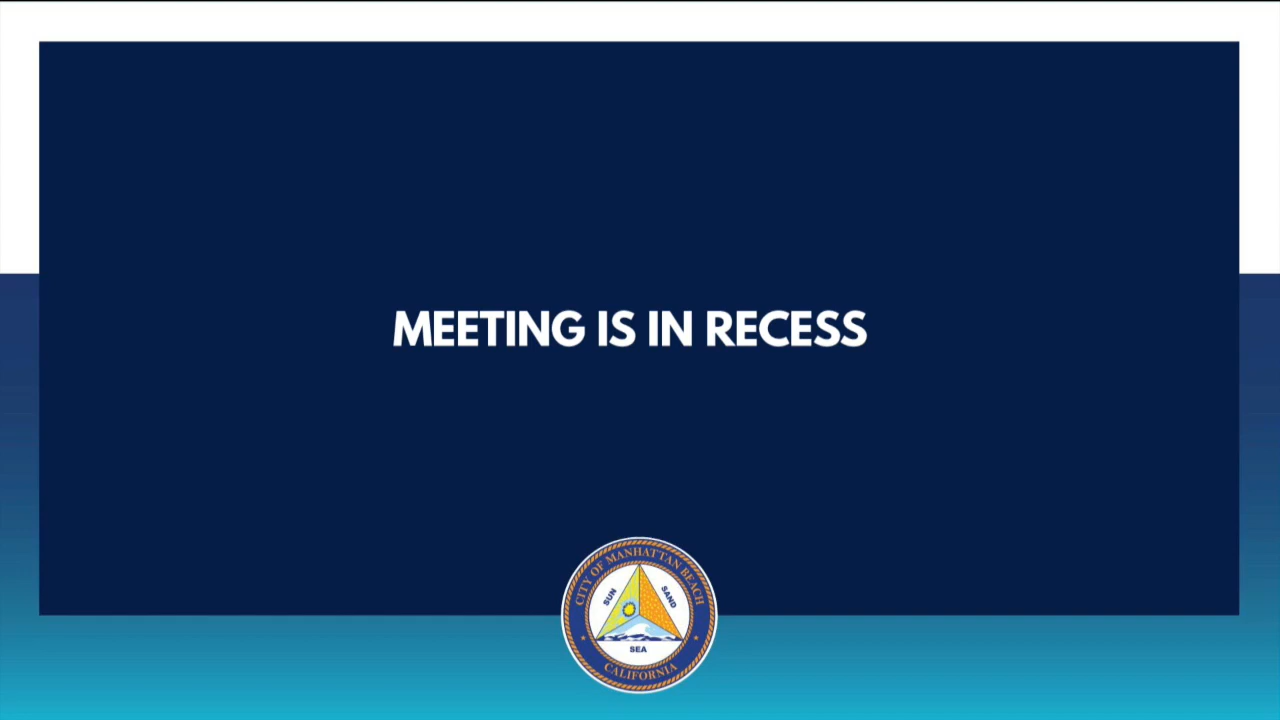 MEETING IS IN RECESS
CITY OF MANHATTAN BEACH
SUN
SAND
SEA
CALIFORNIA